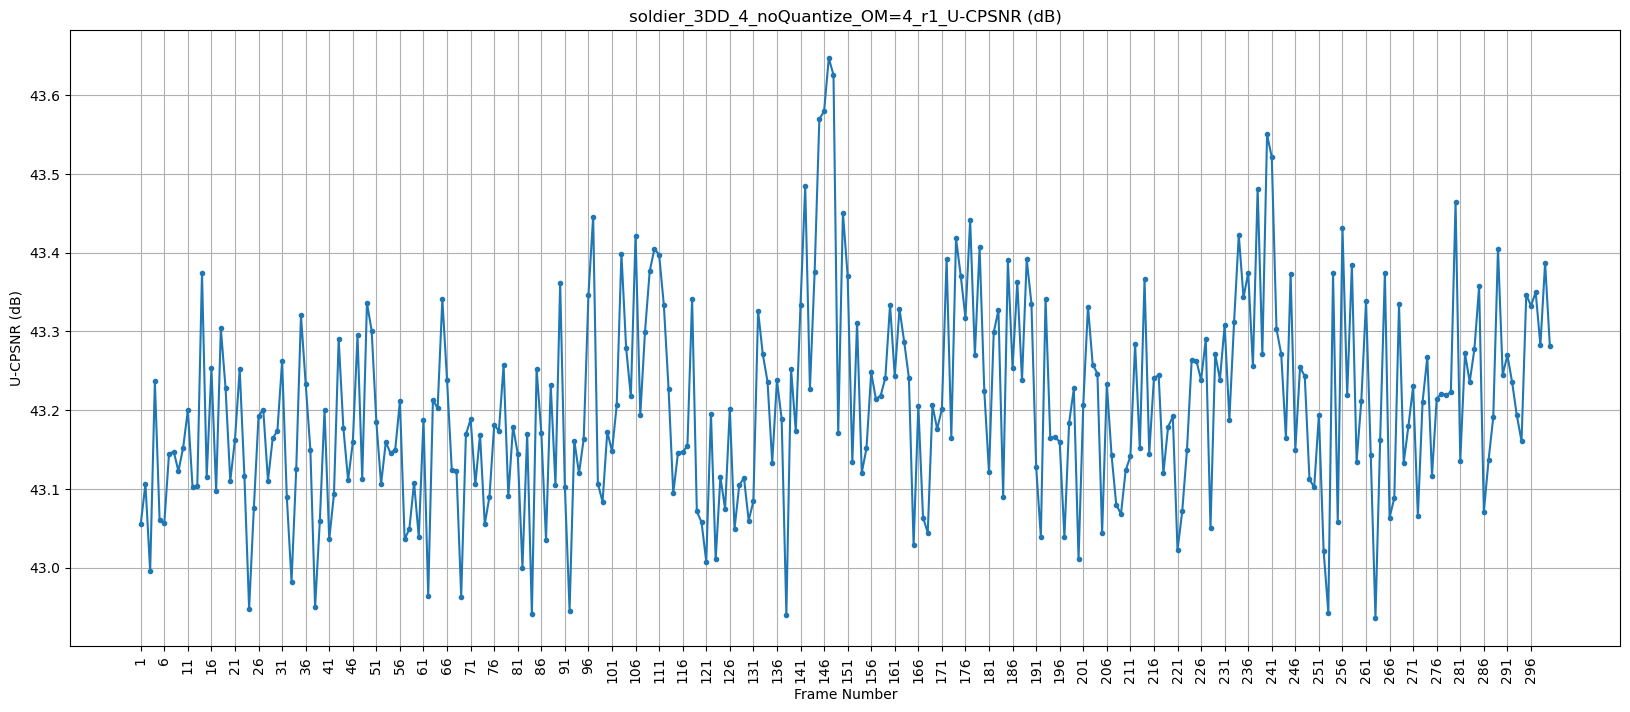 soldier_3DD_4_noQuantize_OM=4_r1_U-CPSNR (dB)
U-CPSNR (dB)
43.6
43.5
43.4
43.3
43.2
43.1
43.0
1 6 11 16 21 26 31 36 41 46 51 56 61 66 71 76 81 86 91 96 101 106 111 116 121 126 131 136 141 146 151 156 161 166 171 176 181 186 191 196 201 206 211 216 221 226 231 236 241 246 251 256 261 266 271 276 281 286 291 296
Frame Number